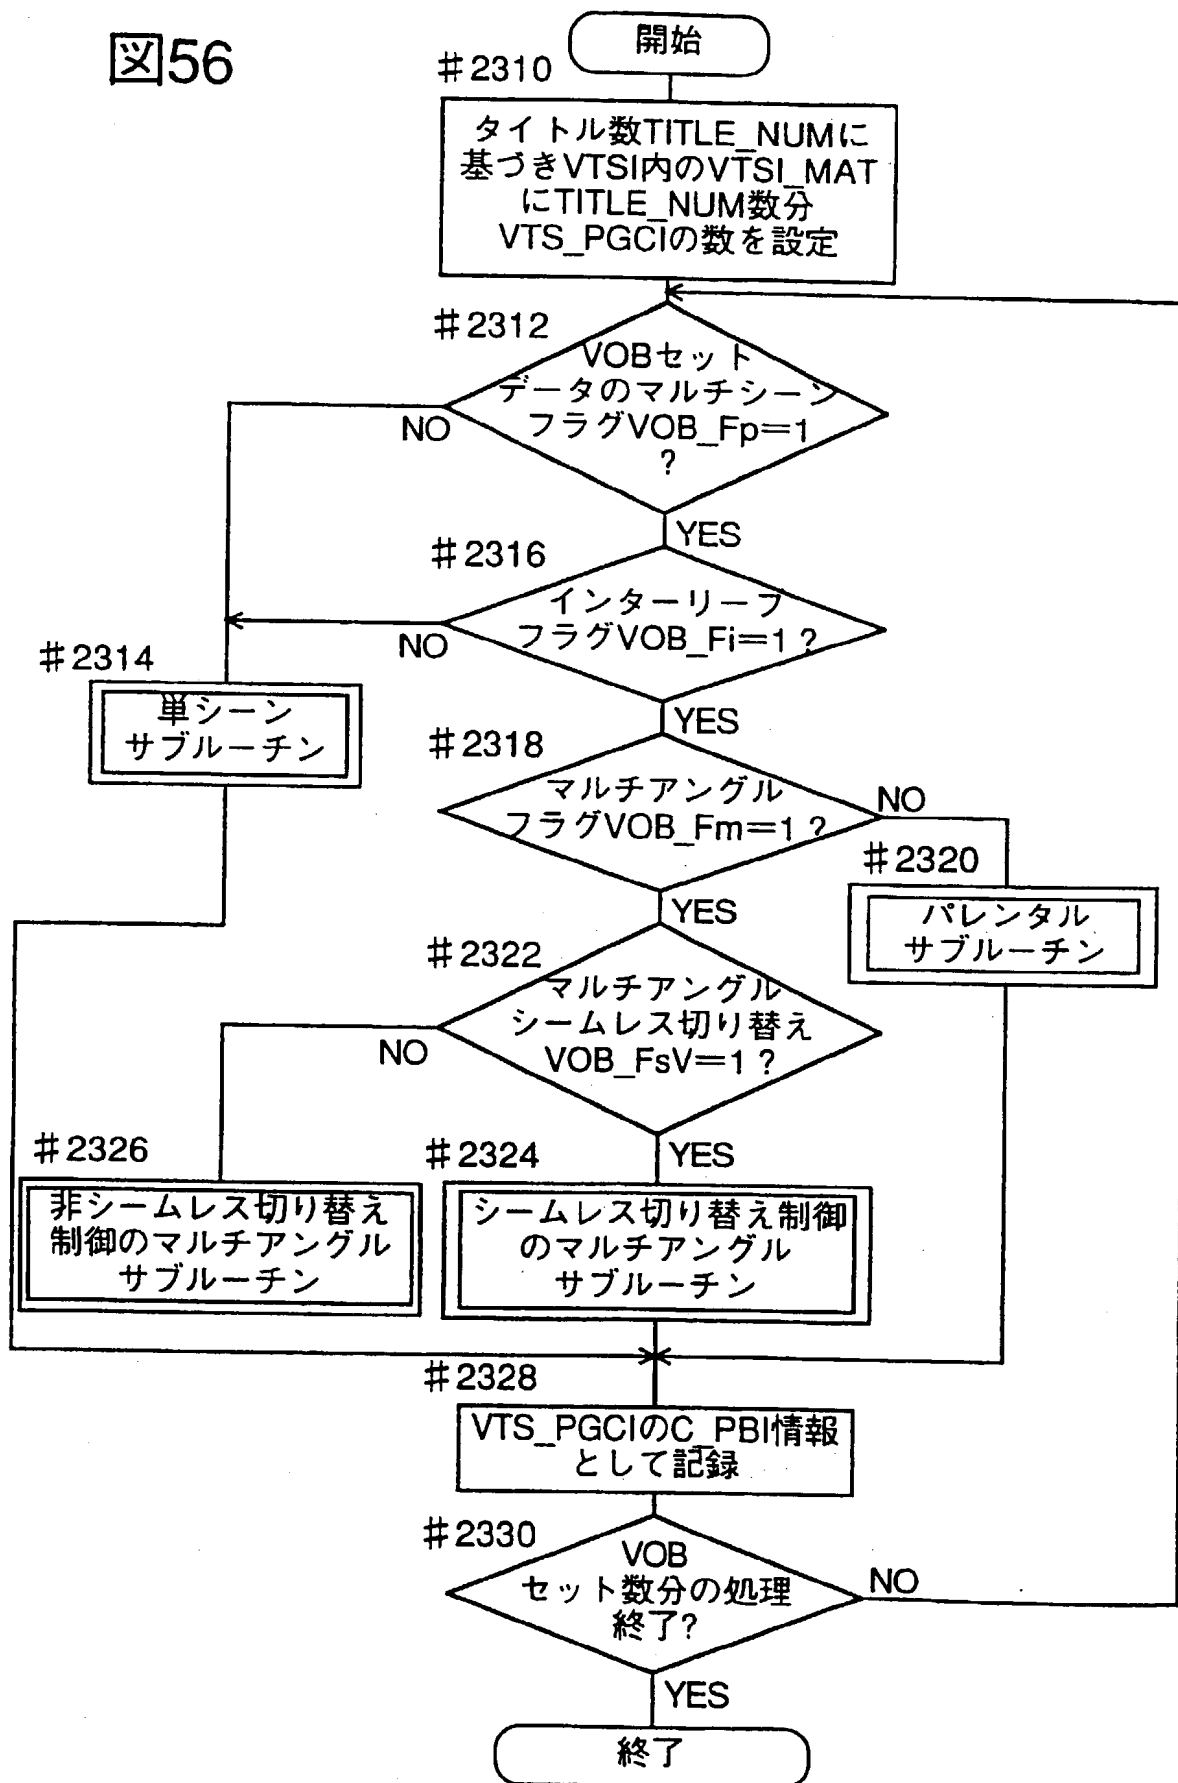 図56
開始
#2310
タイトル数TITLE_NUMに
基づきVTSI内のVTSI_MAT
にTITLE_NUM数分
VTS_PGCIの数を設定
#2312
VOBセット
データのマルチシーン
フラグVOB_Fp=1
?
NO
YES
#2316
インターリーブ
フラグVOB_Fi=1?
NO
YES
#2314
単シーン
サブルーチン
#2318
マルチアングル
フラグVOB_Fm=1?
NO
YES
#2320
パレンタル
サブルーチン
#2322
マルチアングル
シームレス切り替え
VOB_FsV=1?
NO
YES
#2326
非シームレス切り替え
制御のマルチアングル
サブルーチン
#2324
シームレス切り替え制御
のマルチアングル
サブルーチン
#2328
VTS_PGCIのC_PBI情報
として記録
#2330
VOB
セット数分の処理
終了?
NO
YES
終了